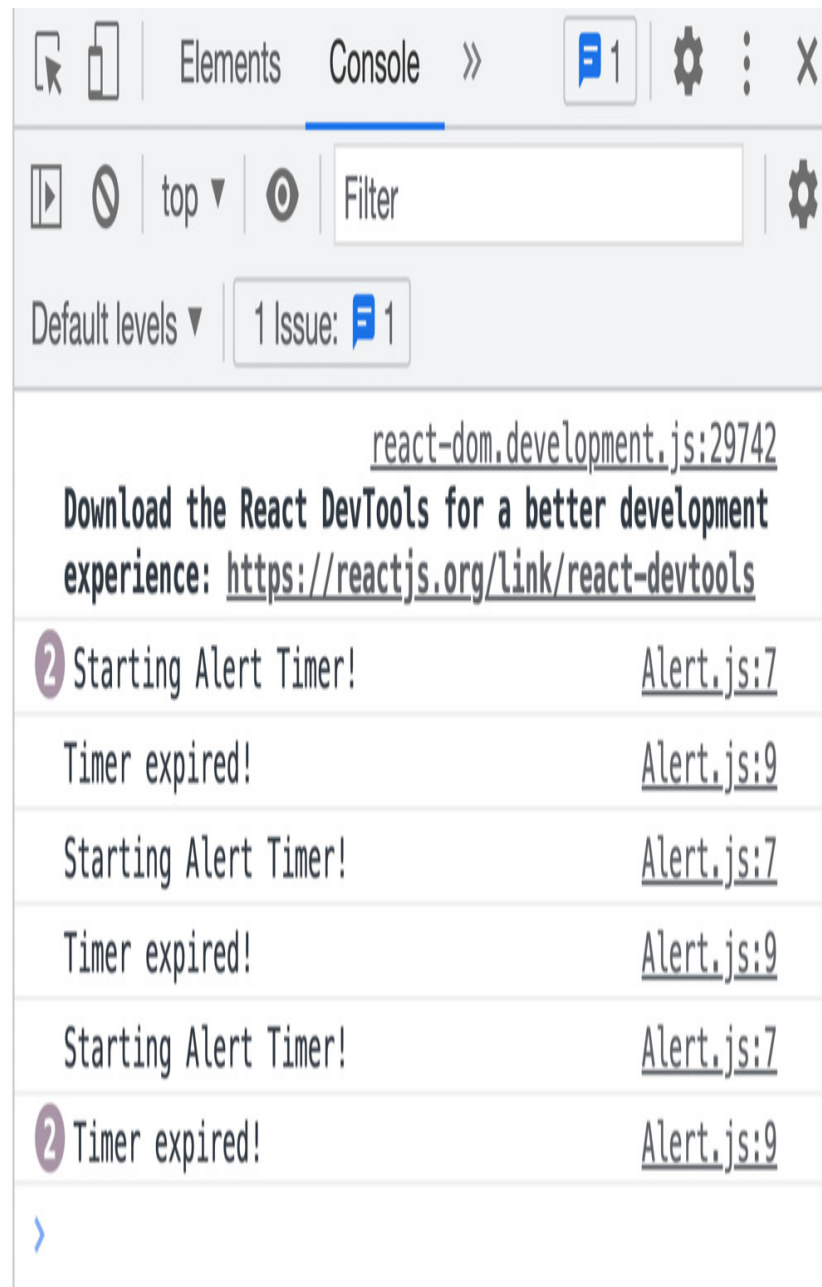 Elements Console » 1
top ▼ Filter
Default levels ▼ 1 Issue: 1
react-dom.development.js:29742
Download the React DevTools for a better development
experience: https://reactjs.org/link/react-devtools
2 Starting Alert Timer! Alert.js:7
Timer expired! Alert.js:9
Starting Alert Timer! Alert.js:7
Timer expired! Alert.js:9
Starting Alert Timer! Alert.js:7
2 Timer expired! Alert.js:9